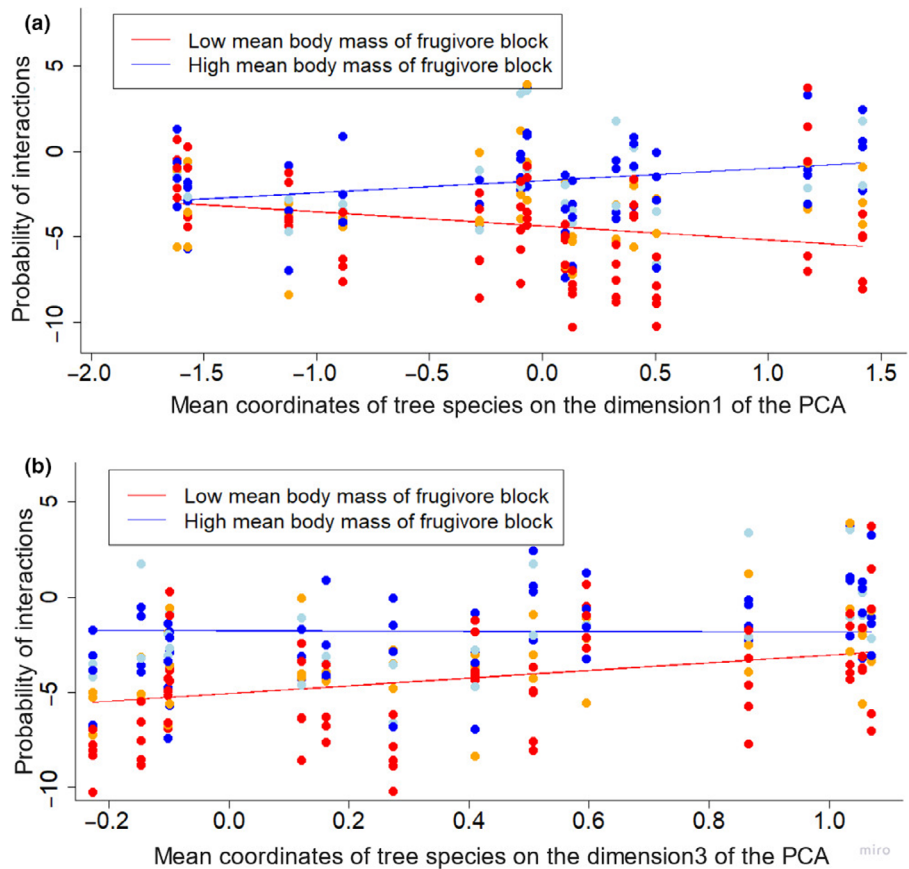 (a)
Low mean body mass of frugivore block
High mean body mass of frugivore block
Probability of interactions
5
0
−5
−10
−2.0 −1.5 −1.0 −0.5 0.0 0.5 1.0 1.5
Mean coordinates of tree species on the dimension1 of the PCA
(b)
Low mean body mass of frugivore block
High mean body mass of frugivore block
Probability of interactions
5
0
−5
−10
−0.2 0.0 0.2 0.4 0.6 0.8 1.0
Mean coordinates of tree species on the dimension3 of the PCA
miro